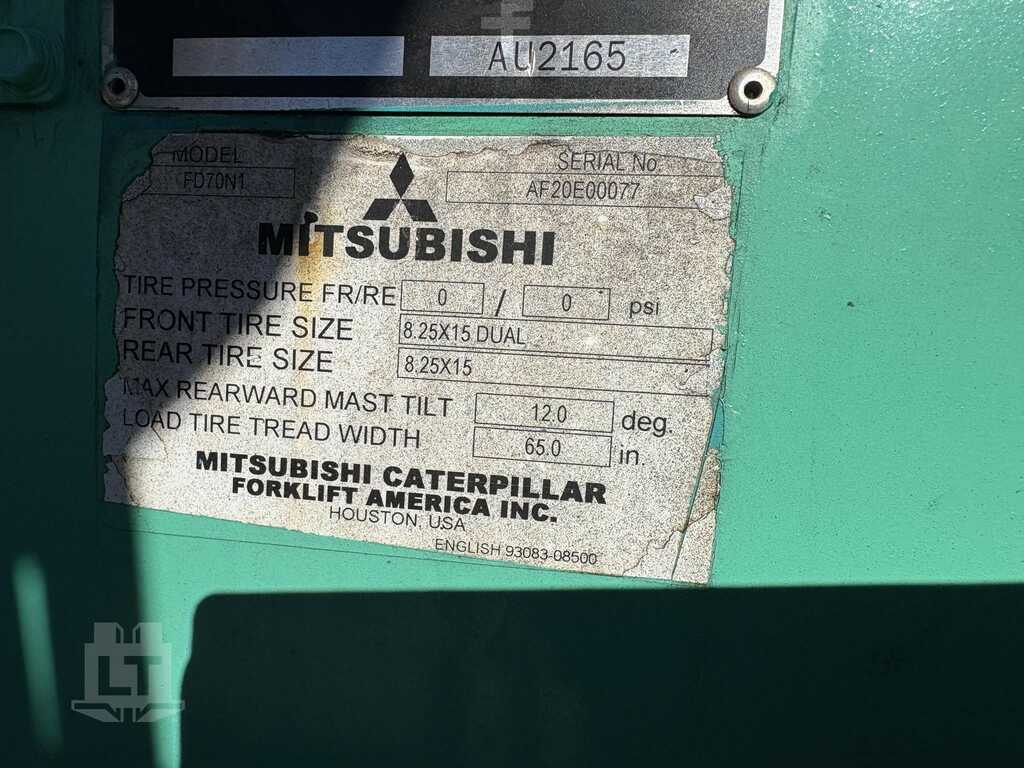 AU2165
MODEL SERIAL No.
FD70N1 AF20E00077
MITSUBISHI
TIRE PRESSURE FR/RE 0 / 0 psi
FRONT TIRE SIZE 8.25X15 DUAL
REAR TIRE SIZE 8.25X15
MAX REARWARD MAST TILT 12.0 deg.
LOAD TIRE TREAD WIDTH 65.0 in.
MITSUBISHI CATERPILLAR
FORKLIFT AMERICA INC.
HOUSTON, USA
ENGLISH 93083-08500
LT